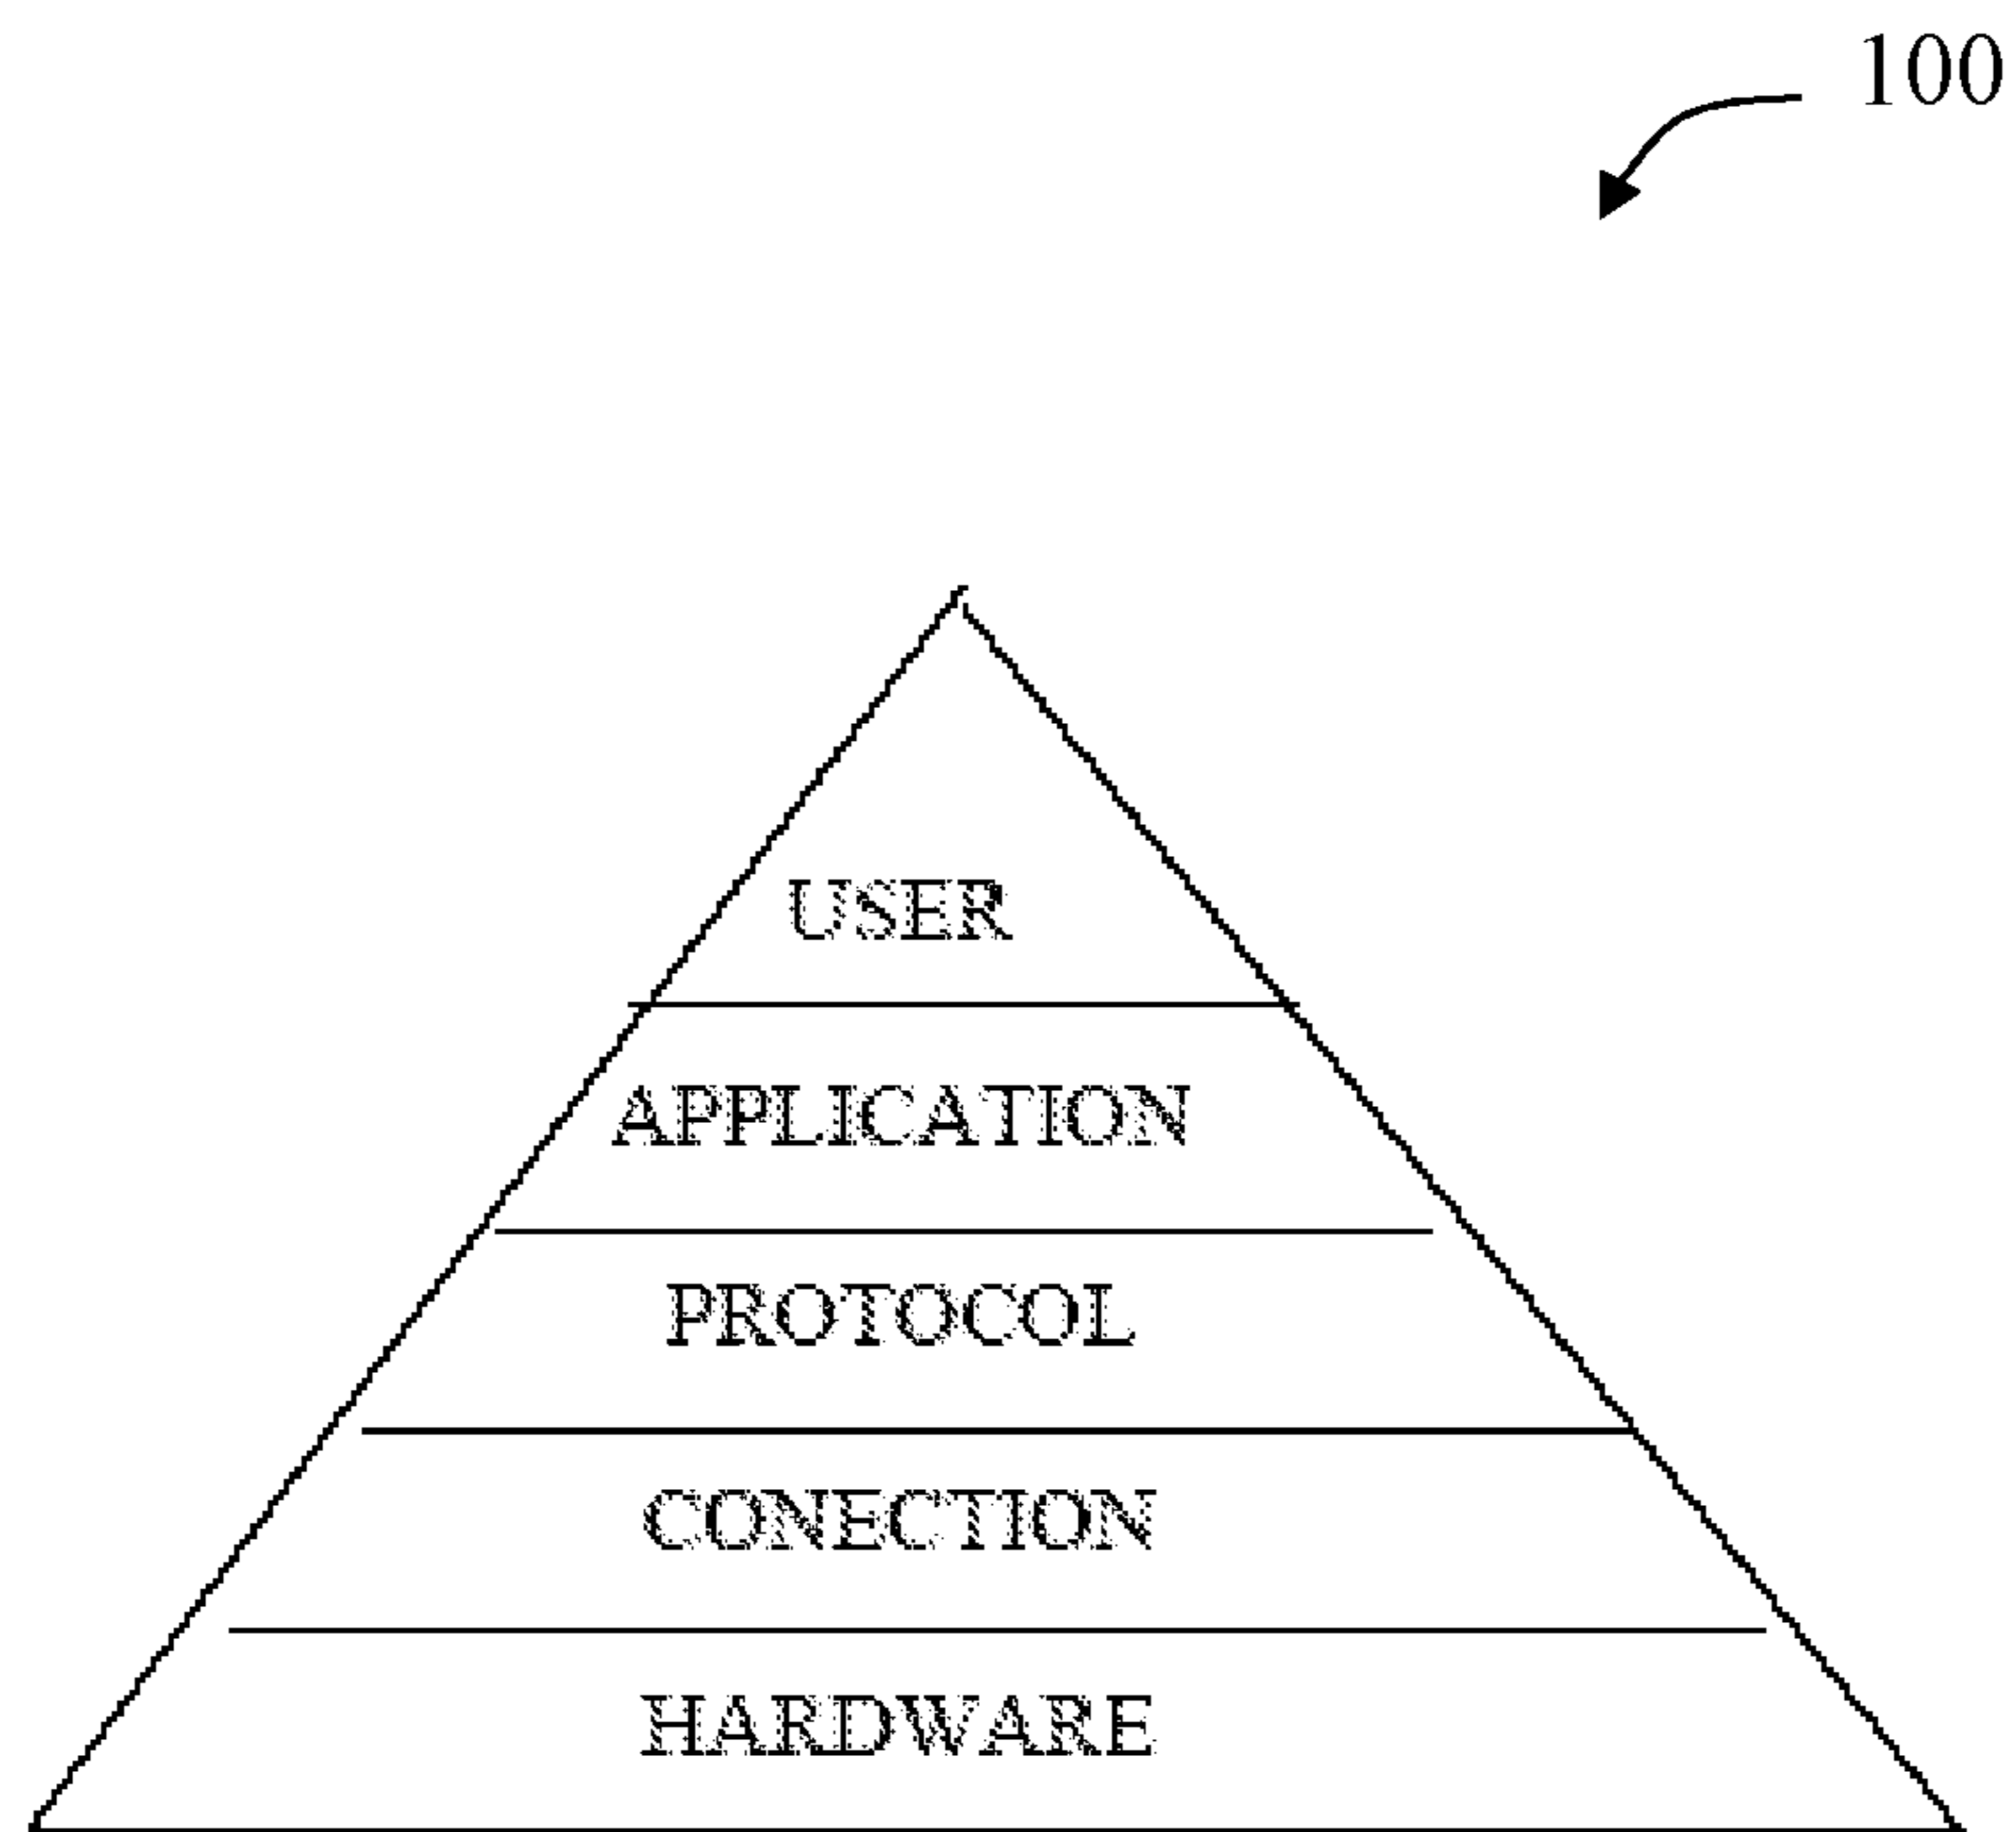 100
USER
APPLICATION
PROTOCOL
CONECTION
HARDWARE